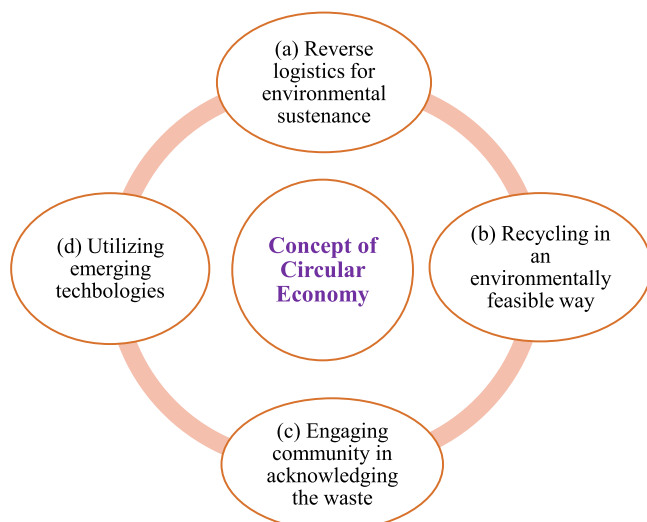 (a) Reverse
logistics for
environmental
sustenance
(d) Utilizing
emerging
techbologies
Concept of
Circular
Economy
(b) Recycling in
an
environmentally
feasible way
(c) Engaging
community in
acknowledging
the waste